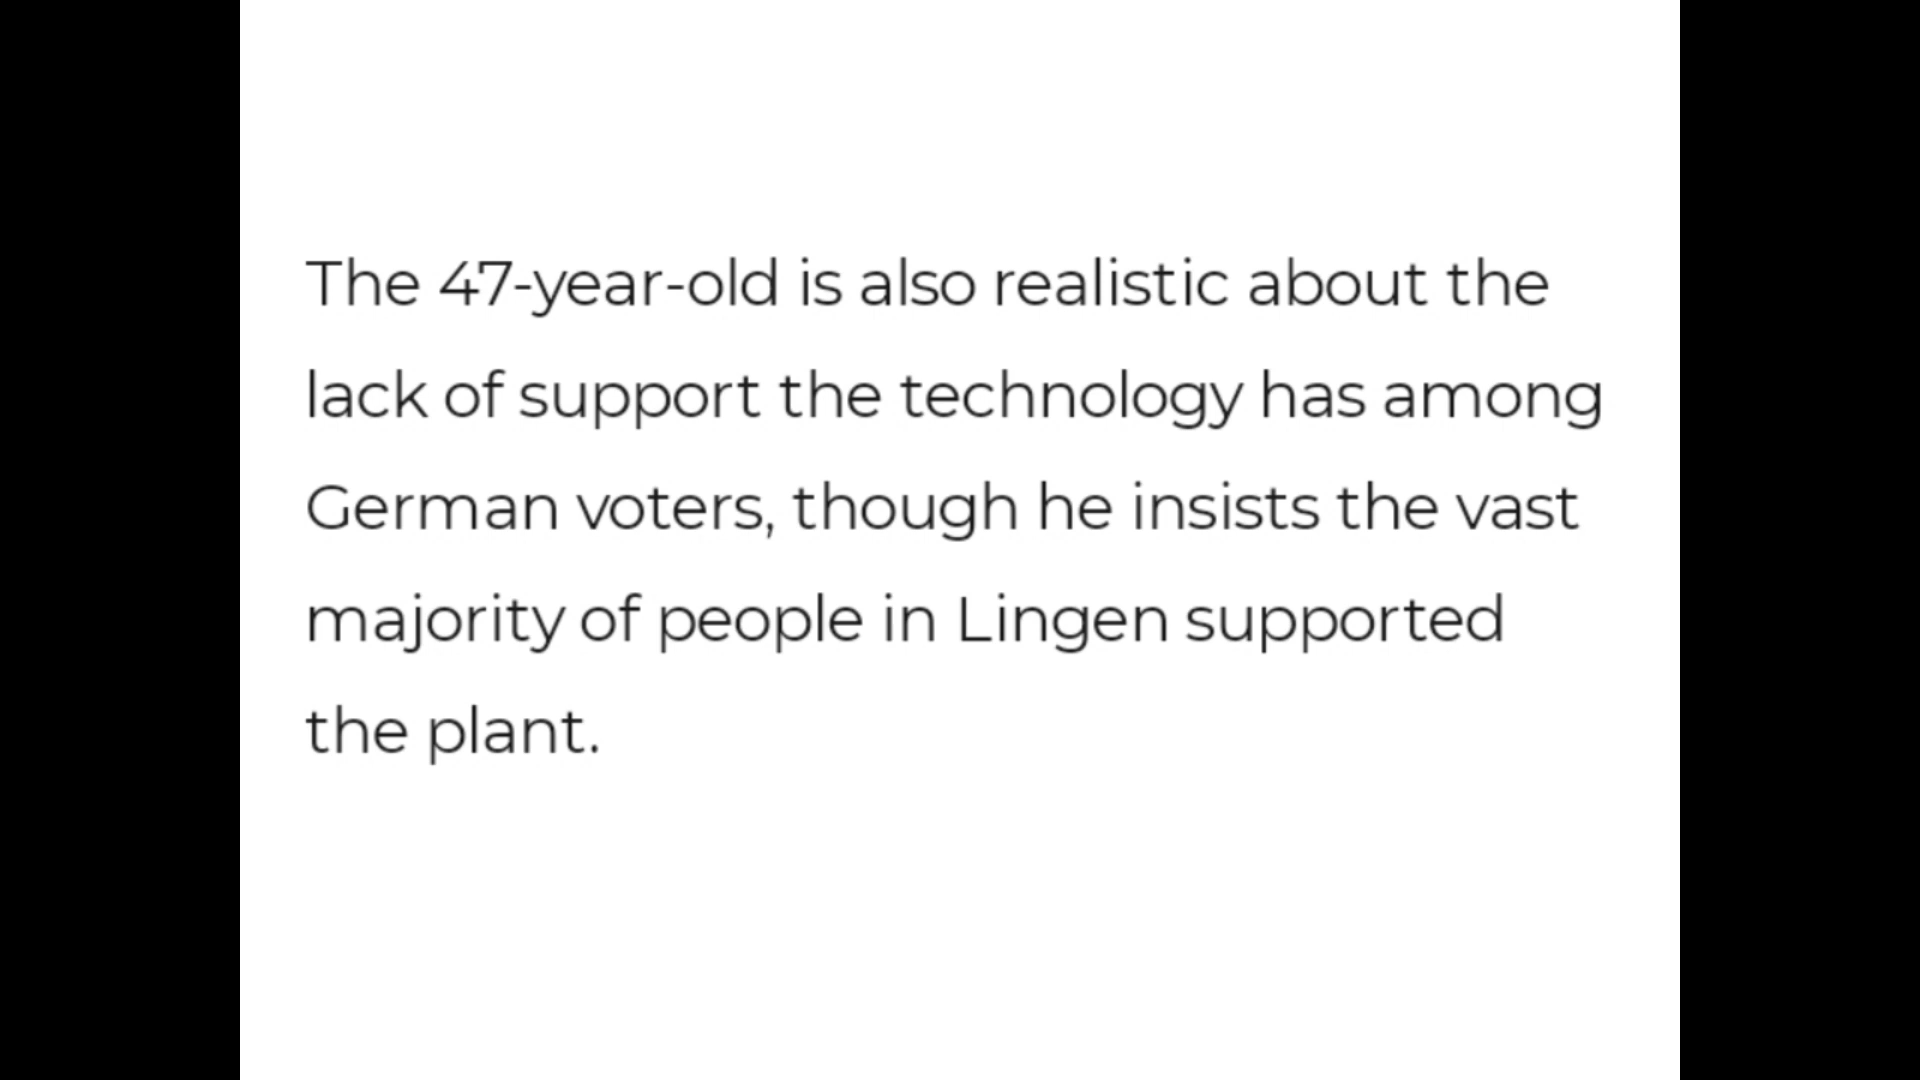 The 47-year-old is also realistic about the
lack of support the technology has among
German voters, though he insists the vast
majority of people in Lingen supported
the plant.